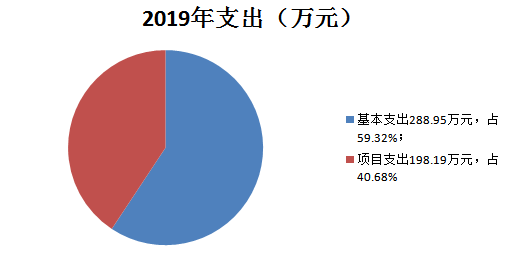 2019年支出（万元）
基本支出288.95万元，占
59.32%；
项目支出198.19万元，占
40.68%